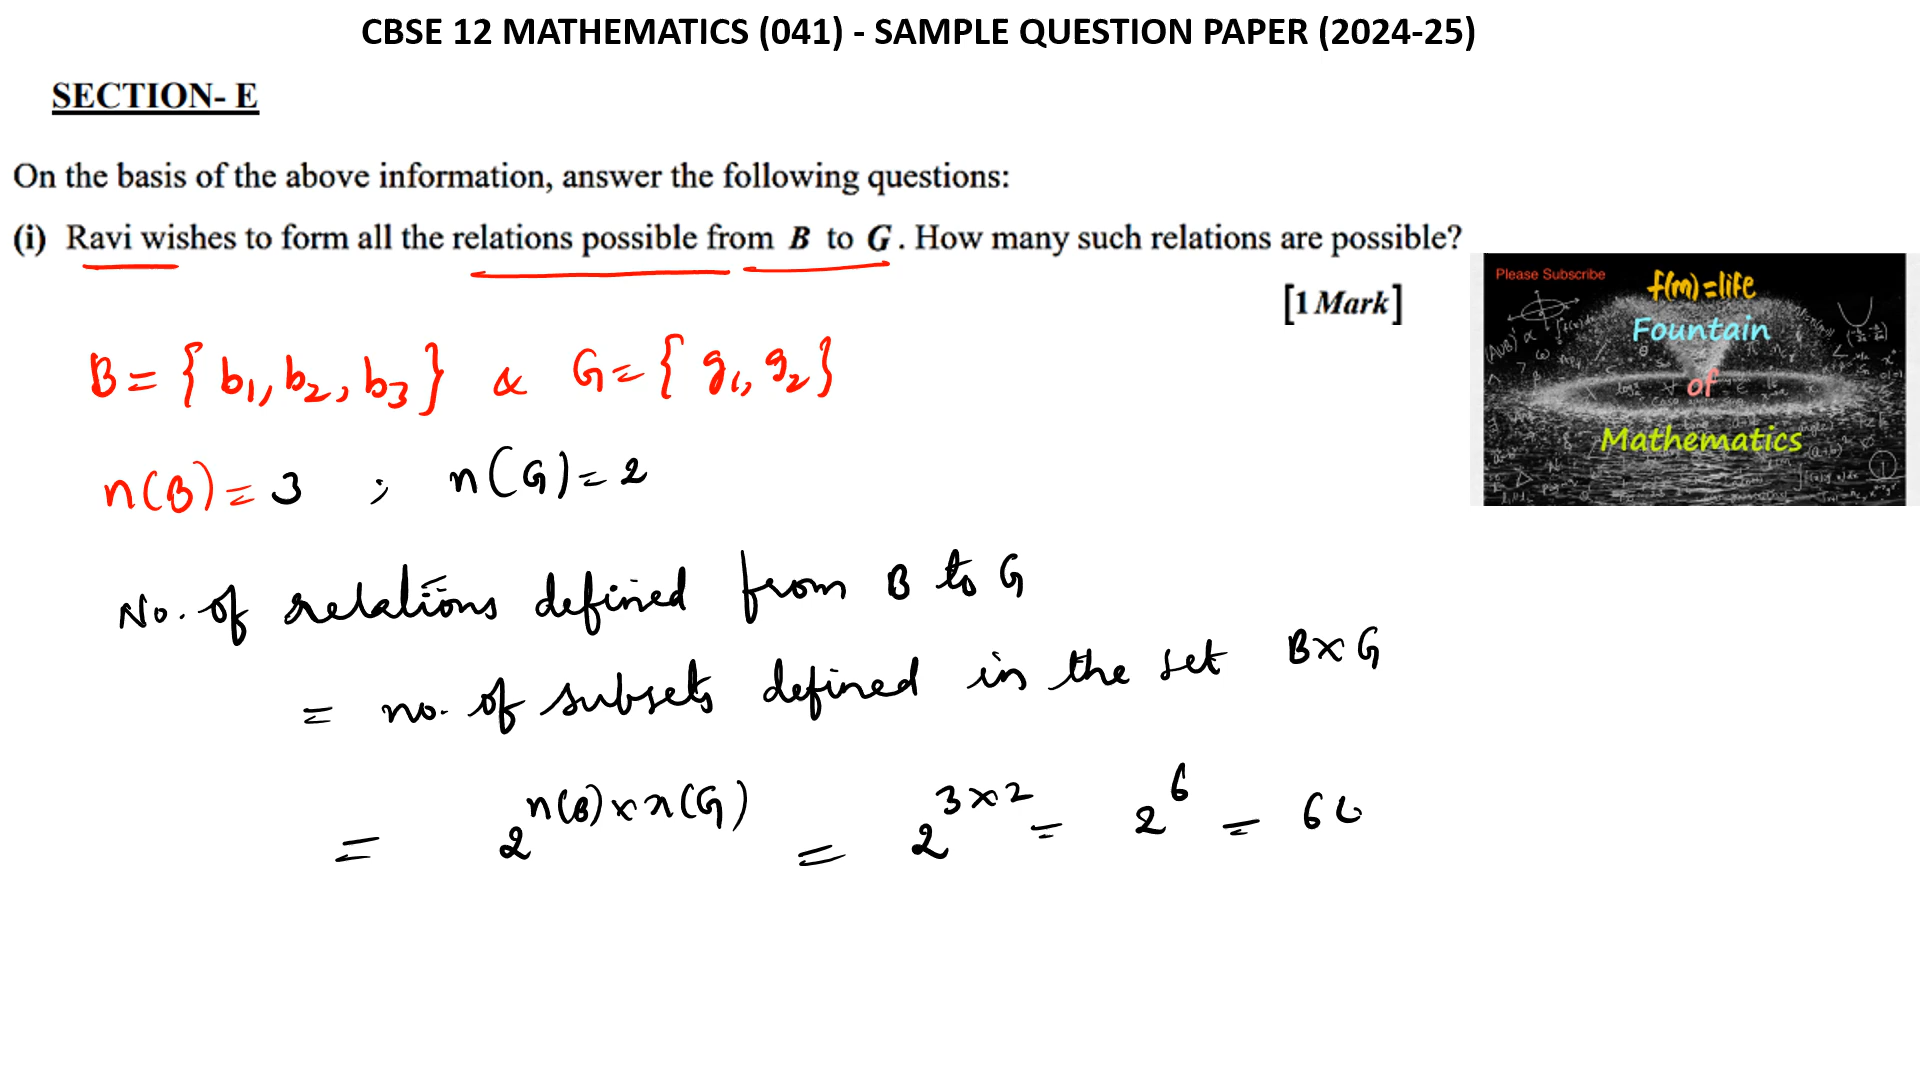 CBSE 12 MATHEMATICS (041) - SAMPLE QUESTION PAPER (2024-25)
SECTION- E
On the basis of the above information, answer the following questions:
(i) Ravi wishes to form all the relations possible from B to G. How many such relations are possible?
[1 Mark]
Please Subscribe
f(m)=life
Fountain
of
Mathematics
B = { b₁, b₂, b₃ } & G = { g₁, g₂ }
n(B) = 3 ; n(G) = 2
No. of relations defined from B to G
= no. of subsets defined in the set B×G
= 2^n(B)×n(G) = 2^3×2 = 2^6 = 6